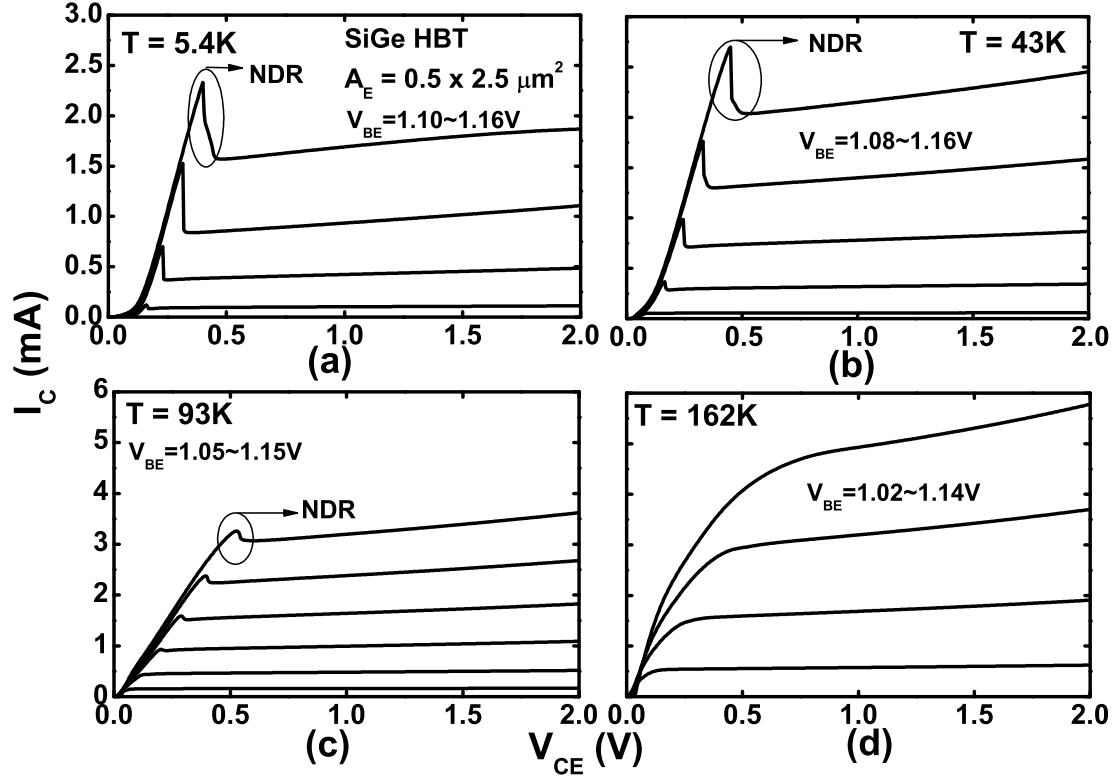 3.0
2.5
2.0
1.5
1.0
0.5
0.0
T = 5.4K
SiGe HBT
NDR
A_E = 0.5 x 2.5 μm²
V_BE=1.10~1.16V
0.0 0.5 1.0 1.5 2.0
(a)
NDR
T = 43K
V_BE=1.08~1.16V
0.0 0.5 1.0 1.5 2.0
(b)
I_C (mA)
6
5
4
3
2
1
0
T = 93K
V_BE=1.05~1.15V
NDR
0.0 0.5 1.0 1.5 2.0
(c)
T = 162K
V_BE=1.02~1.14V
0.0 0.5 1.0 1.5 2.0
(d)
V_CE (V)